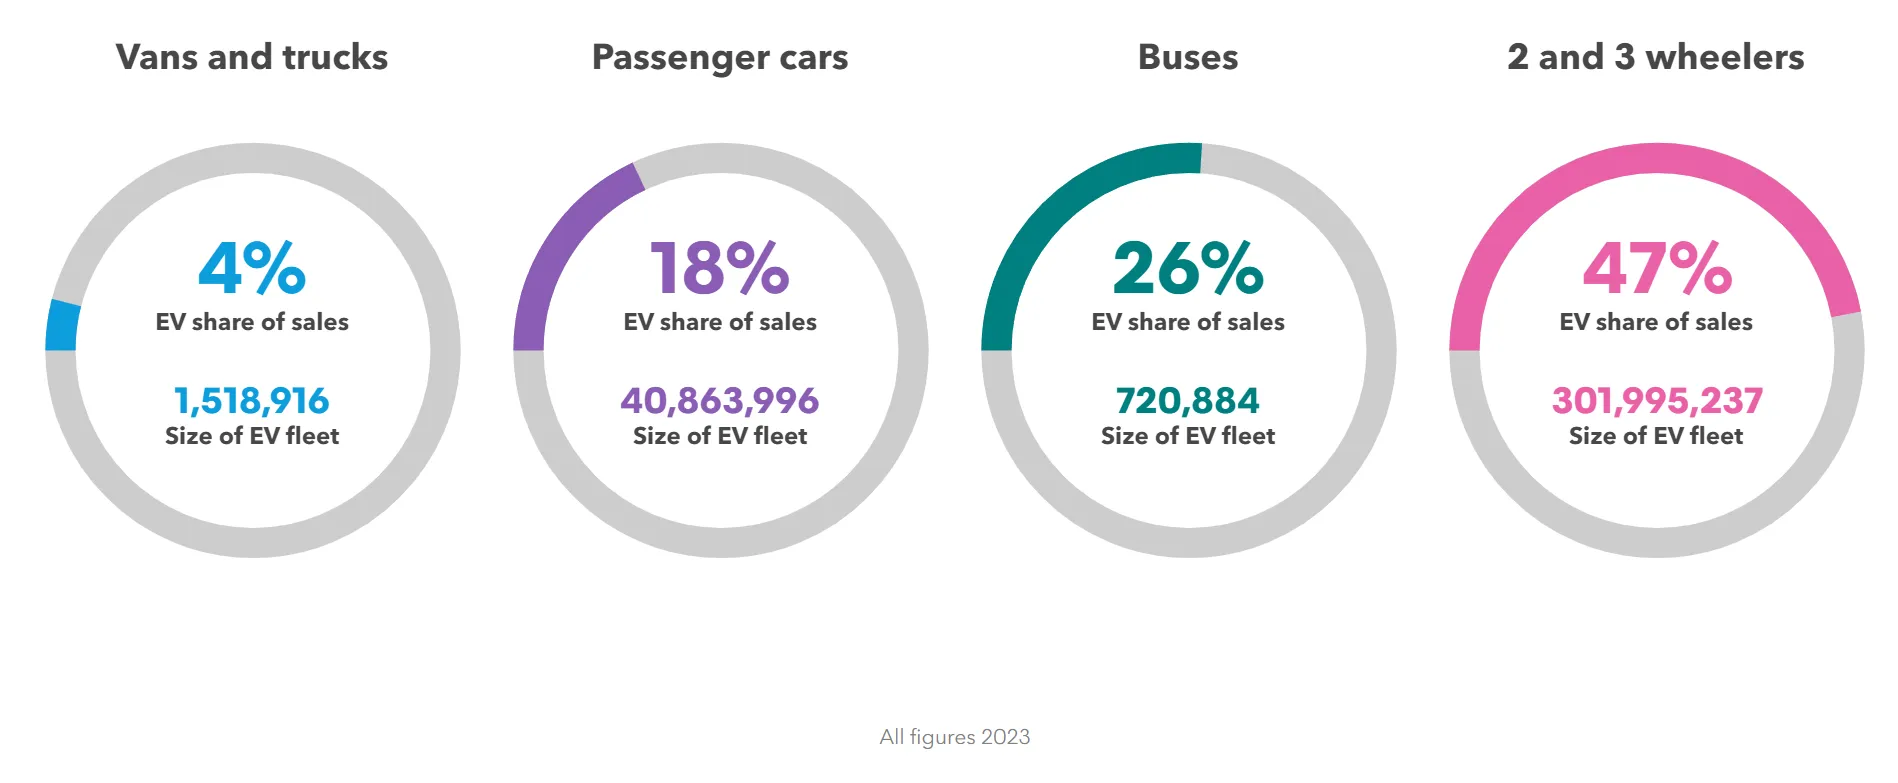 Vans and trucks
4%
EV share of sales
1,518,916
Size of EV fleet
Passenger cars
18%
EV share of sales
40,863,996
Size of EV fleet
Buses
26%
EV share of sales
720,884
Size of EV fleet
2 and 3 wheelers
47%
EV share of sales
301,995,237
Size of EV fleet
All figures 2023